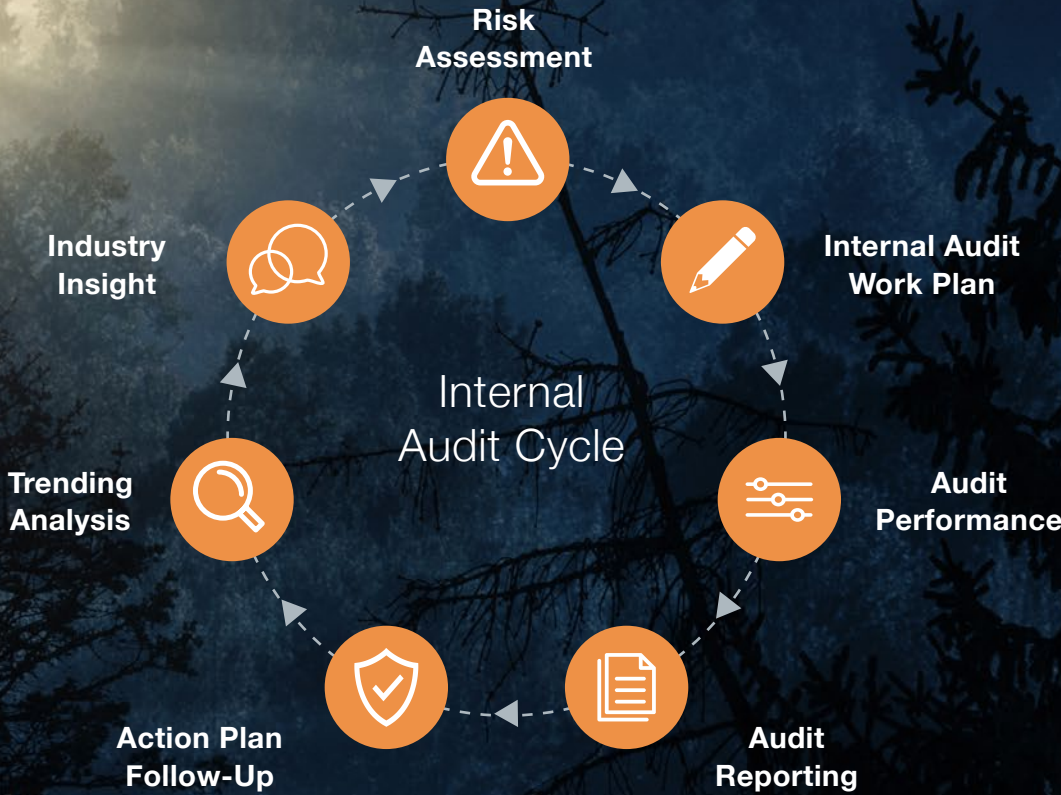 Risk
Assessment
Industry
Insight
Internal Audit
Work Plan
Internal
Audit Cycle
Trending
Analysis
Audit
Performance
Action Plan
Follow-Up
Audit
Reporting